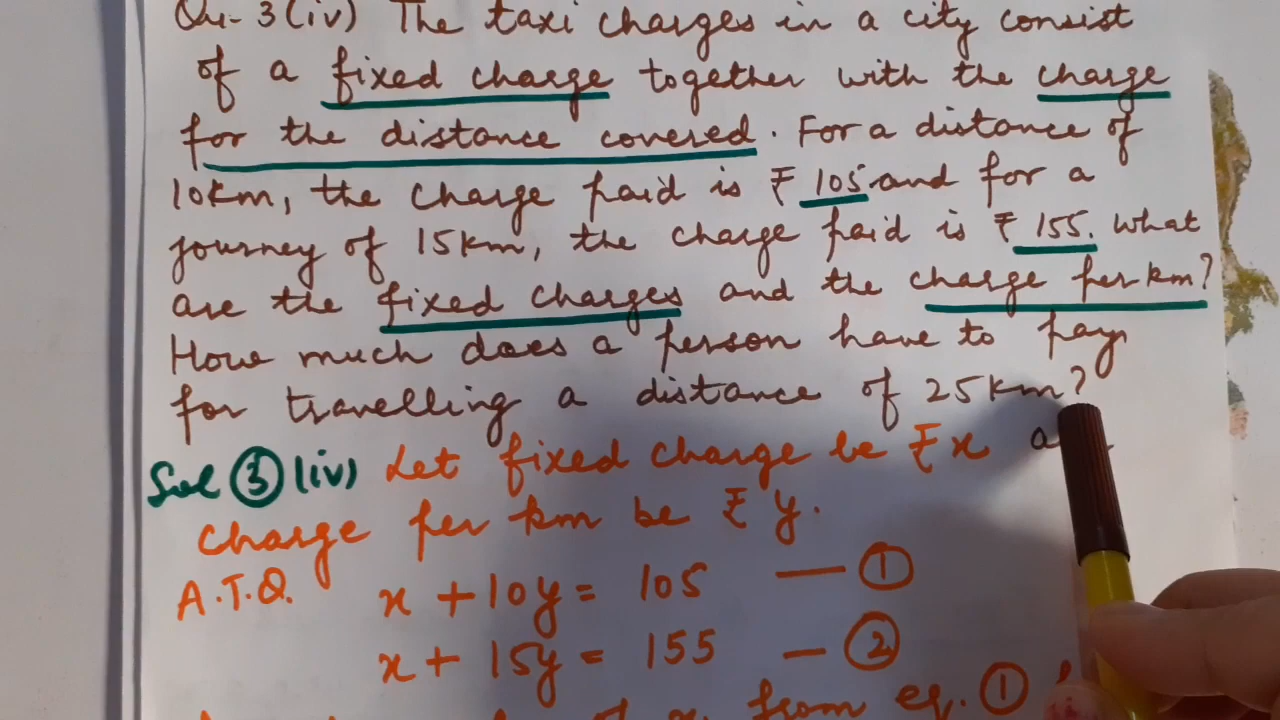 Qu- 3(iv) The taxi charges in a city consist
of a fixed charge together with the charge
for the distance covered. For a distance of
10km, the charge paid is ₹ 105 and for a
journey of 15km, the charge paid is ₹ 155. What
are the fixed charges and the charge per km?
How much does a person have to pay
for travelling a distance of 25km?
Sol ③ (iv) Let fixed charge be ₹ x
charge per km be ₹ y.
A.T.Q. x + 10y = 105 — ①
x + 15y = 155 — ②
of x from eq. ①